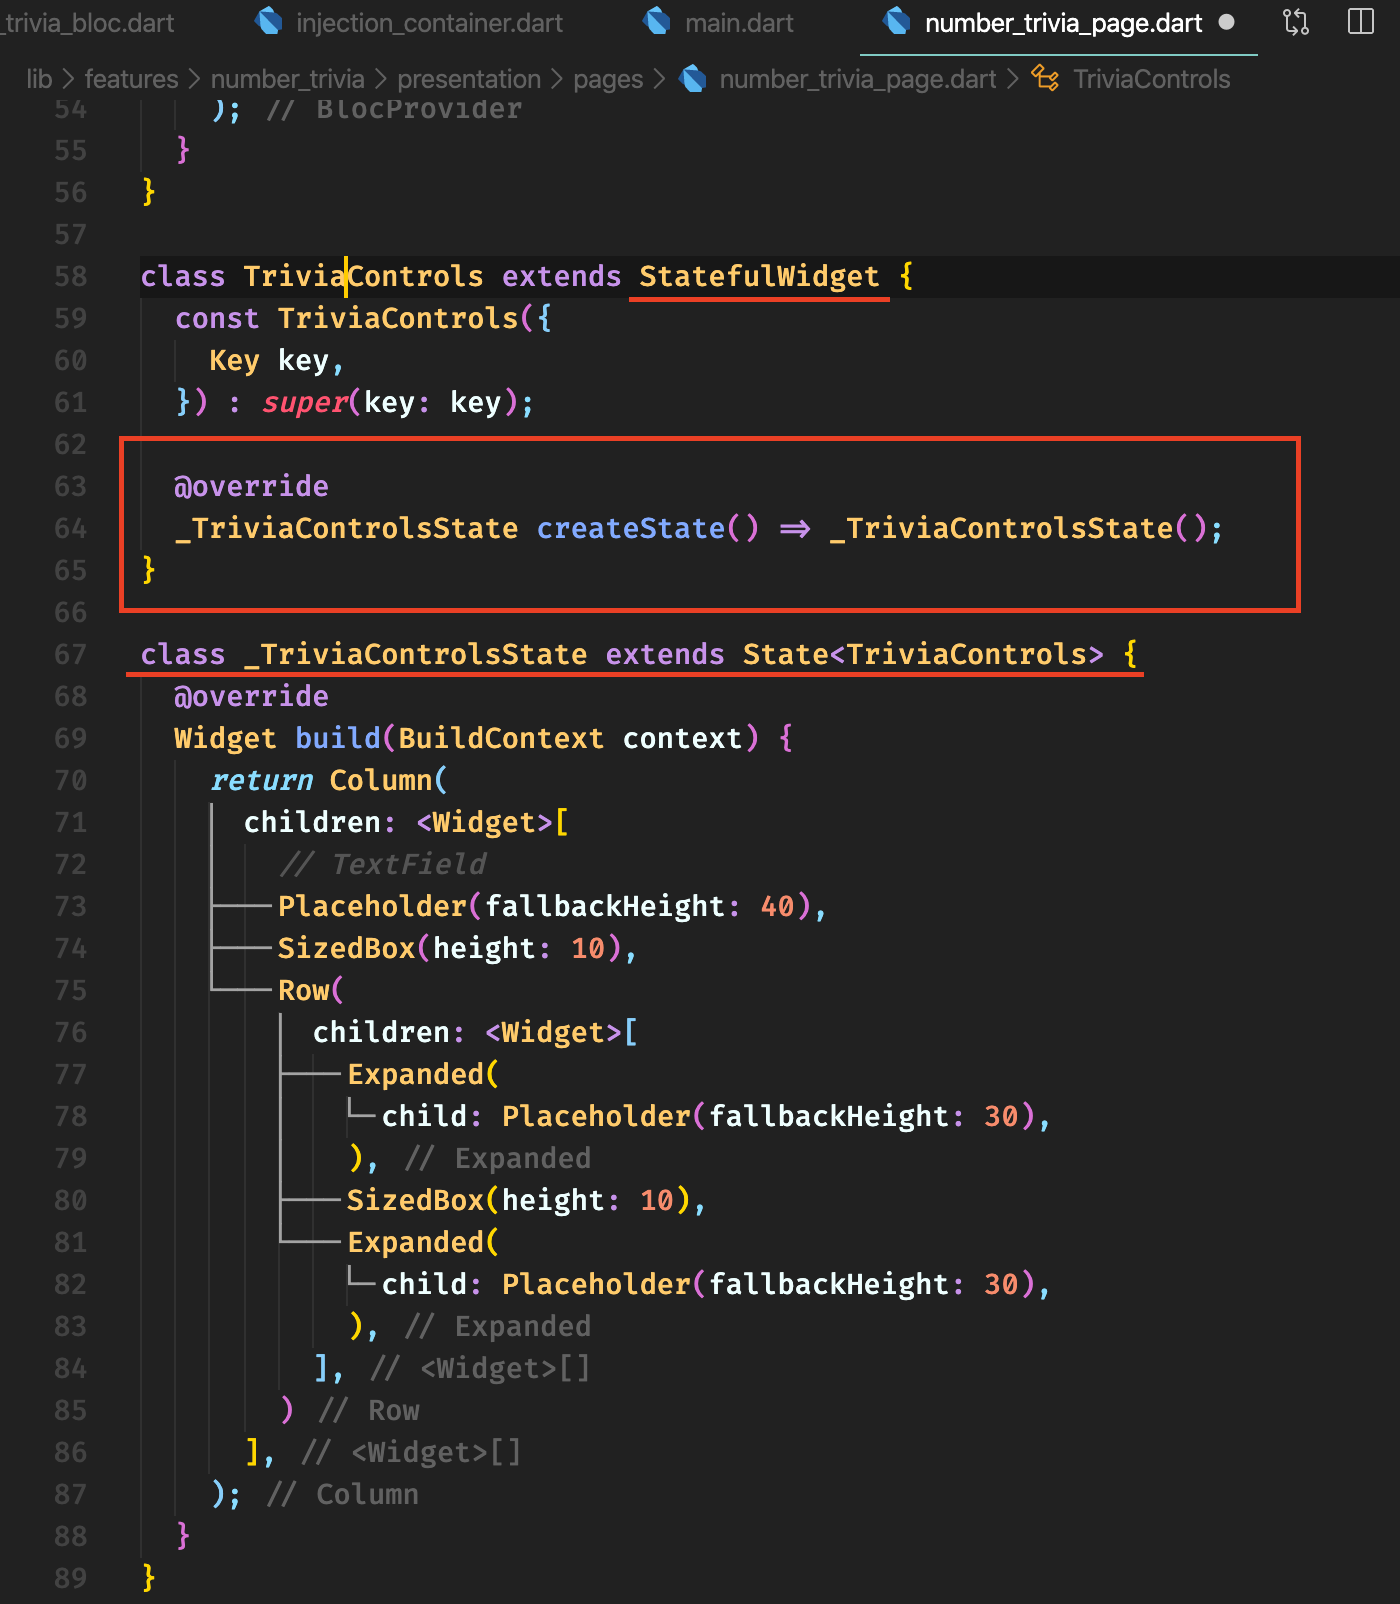 _trivia_bloc.dart injection_container.dart main.dart number_trivia_page.dart
lib > features > number_trivia > presentation > pages > number_trivia_page.dart > TriviaControls
54 ); // BlocProvider
55 }
56 }
57
58 class TriviaControls extends StatefulWidget {
59 const TriviaControls({
60 Key key,
61 }) : super(key: key);
62
63 @override
64 _TriviaControlsState createState() => _TriviaControlsState();
65 }
66
67 class _TriviaControlsState extends State<TriviaControls> {
68 @override
69 Widget build(BuildContext context) {
70 return Column(
71 children: <Widget>[
72 // TextField
73 Placeholder(fallbackHeight: 40),
74 SizedBox(height: 10),
75 Row(
76 children: <Widget>[
77 Expanded(
78 child: Placeholder(fallbackHeight: 30),
79 ), // Expanded
80 SizedBox(height: 10),
81 Expanded(
82 child: Placeholder(fallbackHeight: 30),
83 ), // Expanded
84 ], // <Widget>[]
85 ) // Row
86 ], // <Widget>[]
87 ); // Column
88 }
89 }